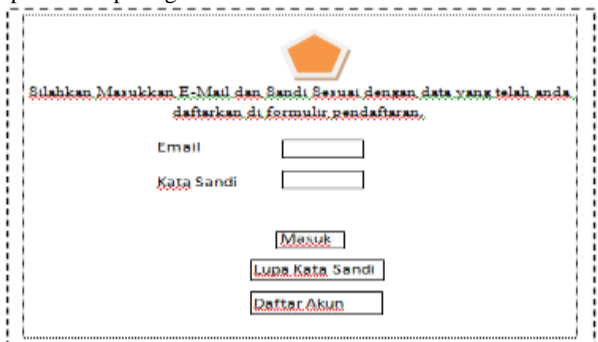 Silahkan Masukkan E-Mail dan Sandi Sesuai dengan data yang telah anda
daftarkan di formulir pendaftaran,
Email
Kata Sandi
Masuk
Lupa Kata Sandi
Daftar Akun